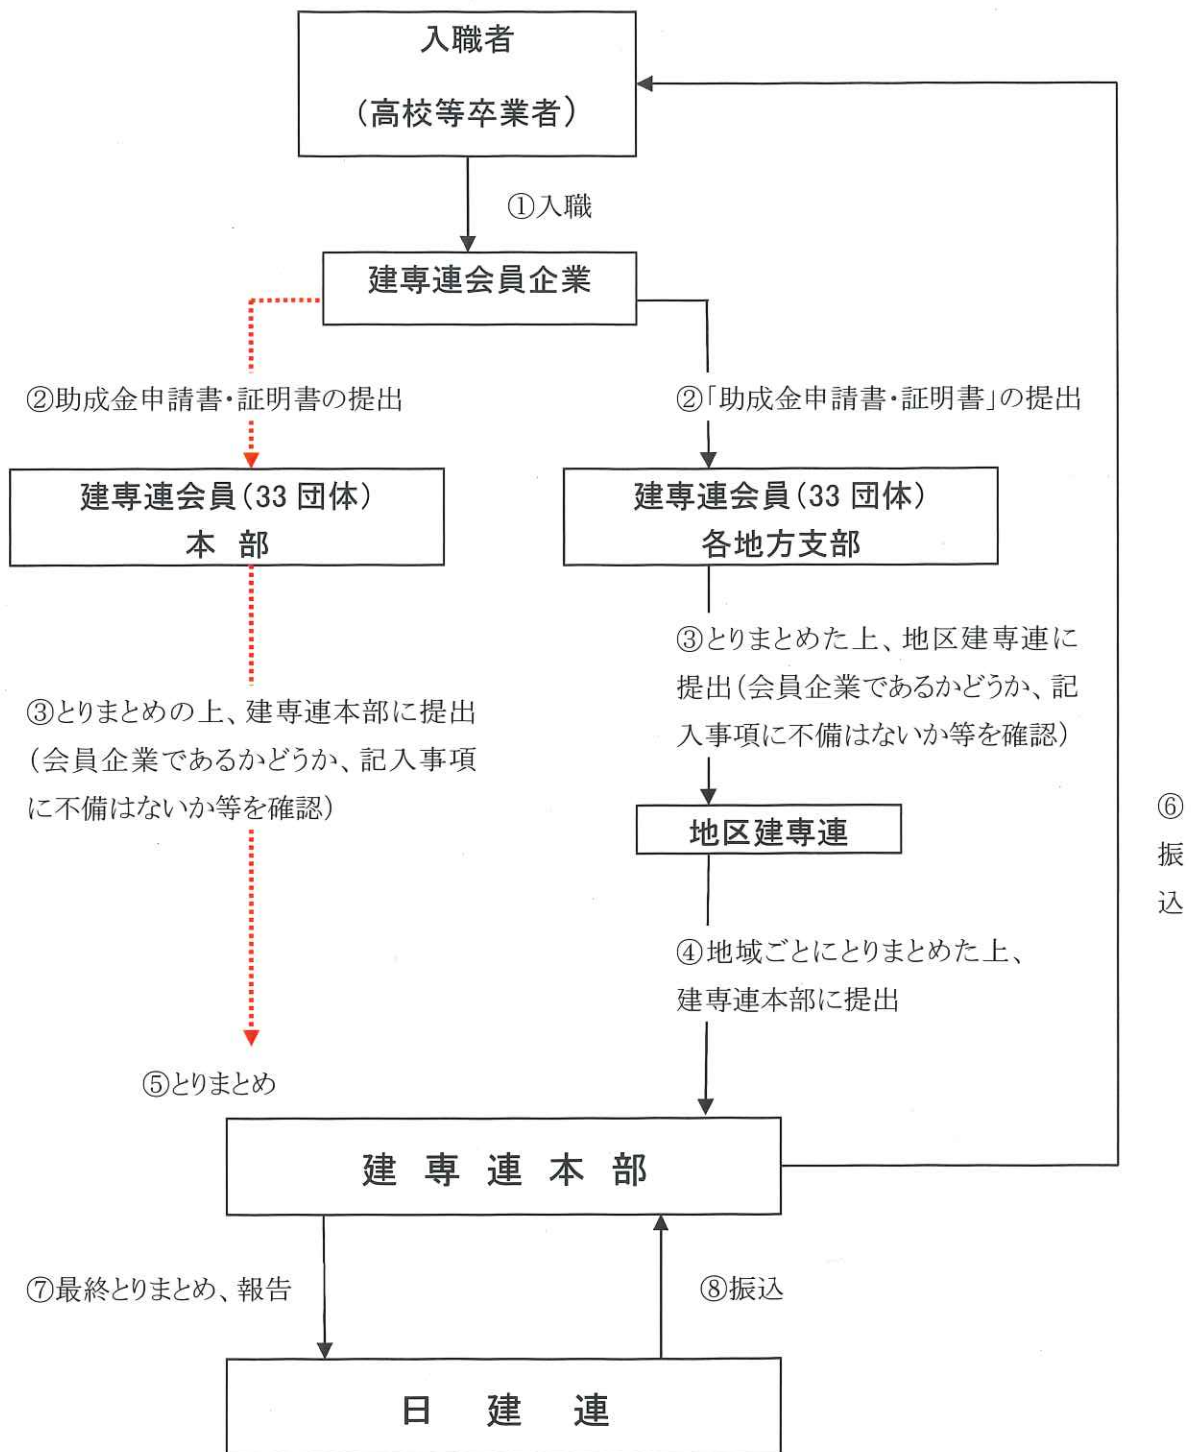 入職者
(高校等卒業者)
①入職
建専連会員企業
②助成金申請書・証明書の提出
②「助成金申請書・証明書」の提出
建専連会員(33 団体)
本 部
建専連会員(33 団体)
各地方支部
③とりまとめた上、地区建専連に
提出(会員企業であるかどうか、記
入事項に不備はないか等を確認)
③とりまとめの上、建専連本部に提出
(会員企業であるかどうか、記入事項
に不備はないか等を確認)
地区建専連
⑥
振
込
④地域ごとにとりまとめた上、
建専連本部に提出
⑤とりまとめ
建 専 連 本 部
⑦最終とりまとめ、報告
⑧振込
日 建 連